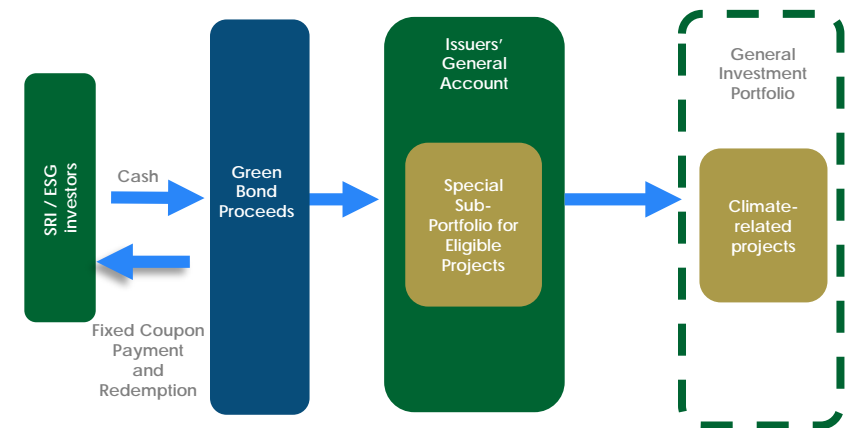 SRI / ESG
investors
Cash
Fixed Coupon
Payment
and
Redemption
Green
Bond
Proceeds
Issuers'
General
Account
Special
Sub-
Portfolio for
Eligible
Projects
General
Investment
Portfolio
Climate-
related
projects